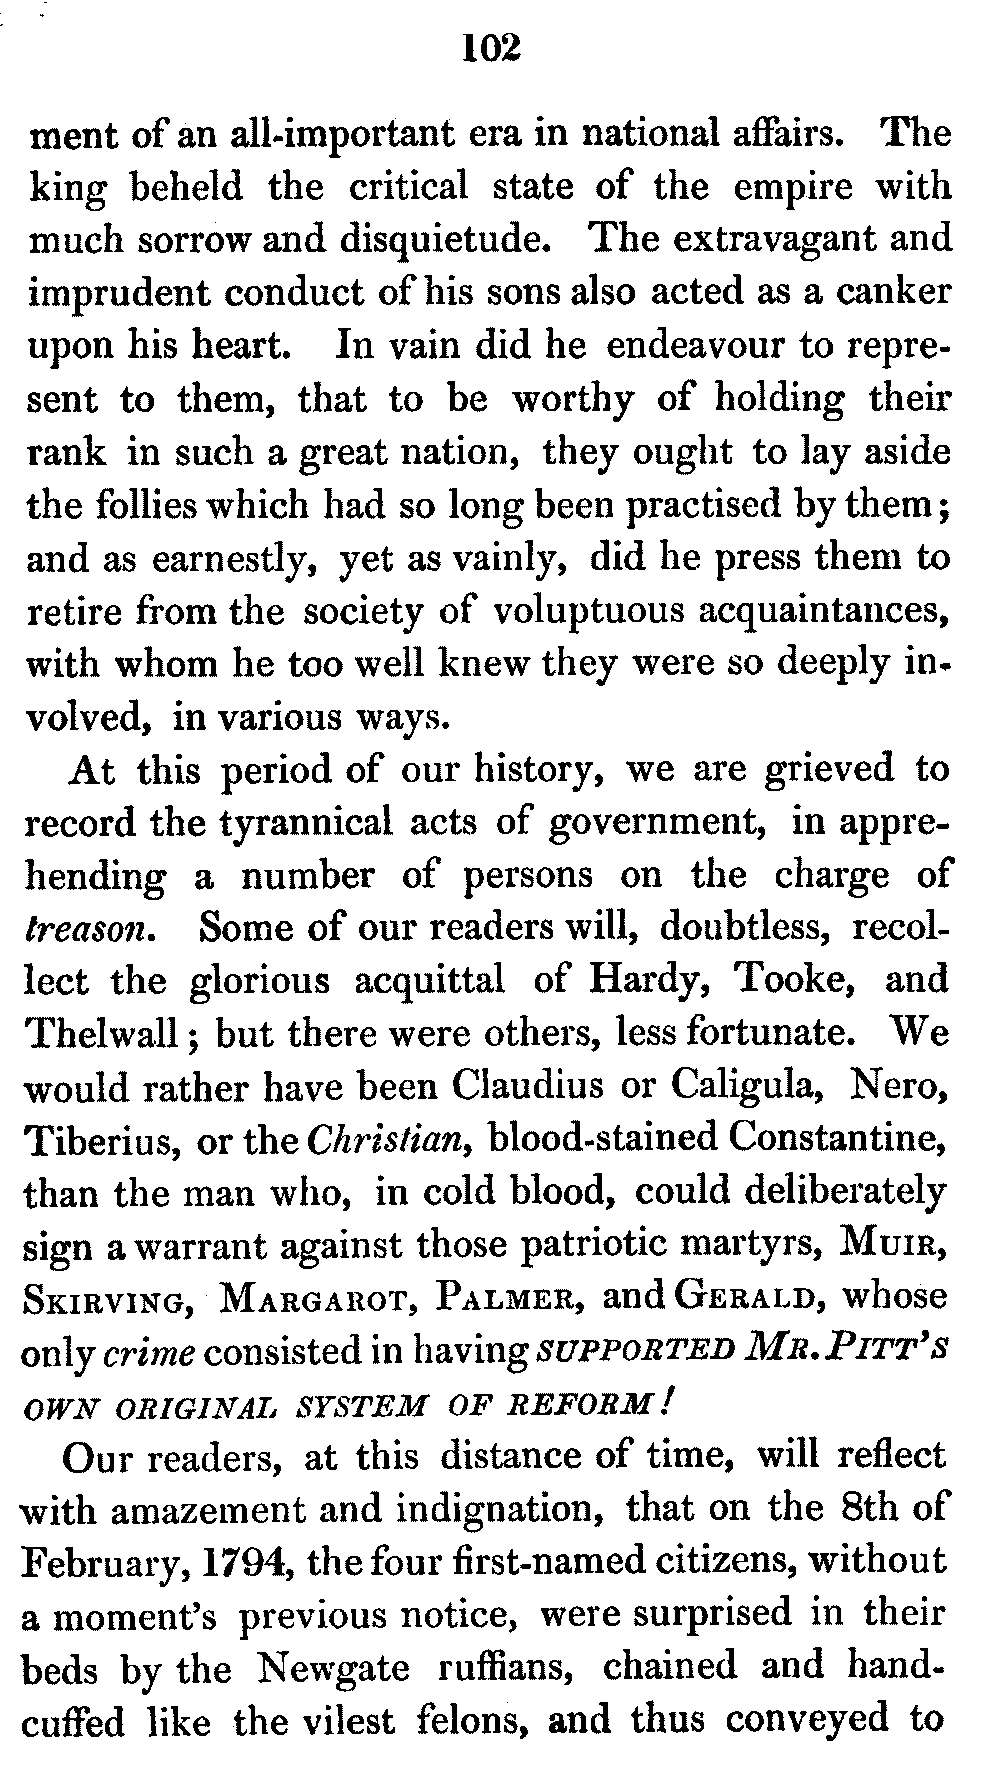 102
ment of an all-important era in national affairs. The
king beheld the critical state of the empire with
much sorrow and disquietude. The extravagant and
imprudent conduct of his sons also acted as a canker
upon his heart. In vain did he endeavour to repre-
sent to them, that to be worthy of holding their
rank in such a great nation, they ought to lay aside
the follies which had so long been practised by them;
and as earnestly, yet as vainly, did he press them to
retire from the society of voluptuous acquaintances,
with whom he too well knew they were so deeply in-
volved, in various ways.
At this period of our history, we are grieved to
record the tyrannical acts of government, in appre-
hending a number of persons on the charge of
treason. Some of our readers will, doubtless, recol-
lect the glorious acquittal of Hardy, Tooke, and
Thelwall; but there were others, less fortunate. We
would rather have been Claudius or Caligula, Nero,
Tiberius, or the Christian, blood-stained Constantine,
than the man who, in cold blood, could deliberately
sign a warrant against those patriotic martyrs, MUIR,
SKIRVING, MARGAROT, PALMER, and GERALD, whose
only crime consisted in having SUPPORTED MR. PITT'S
OWN ORIGINAL SYSTEM OF REFORM!
Our readers, at this distance of time, will reflect
with amazement and indignation, that on the 8th of
February, 1794, the four first-named citizens, without
a moment's previous notice, were surprised in their
beds by the Newgate ruffians, chained and hand-
cuffed like the vilest felons, and thus conveyed to